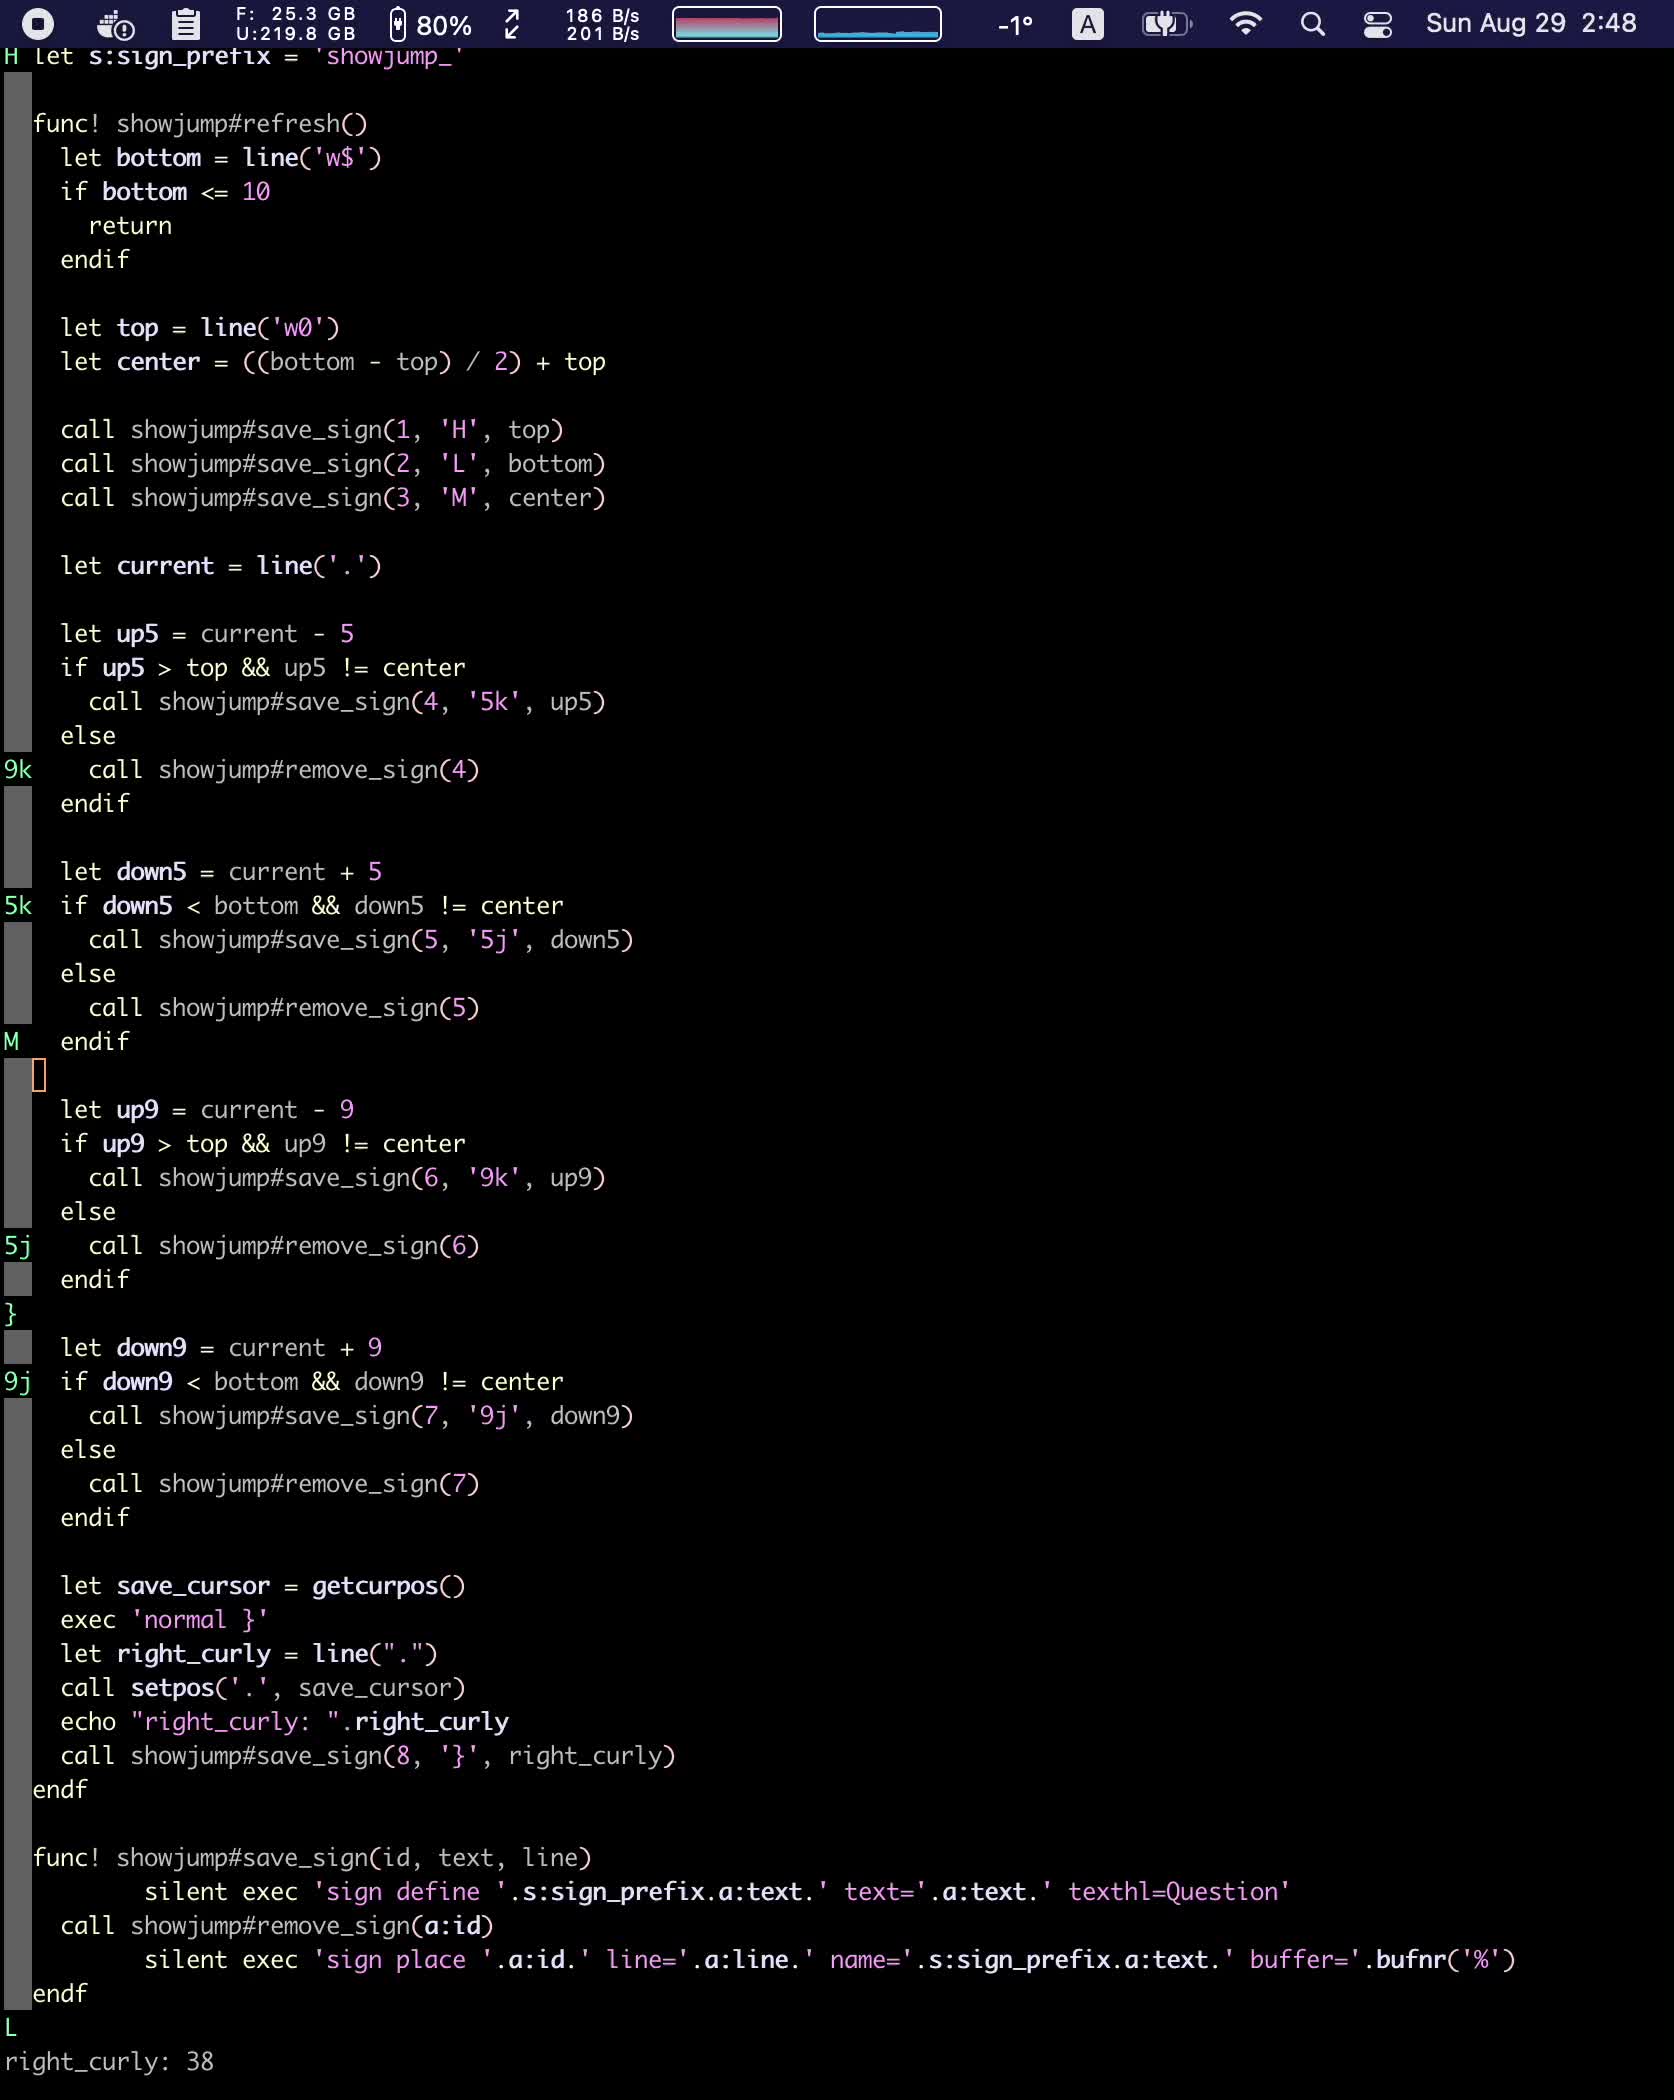 F: 25.3 GB
U:219.8 GB
80%
186 B/s
201 B/s
-1°
A
Sun Aug 29 2:48
H let s:sign_prefix = 'showjump_'
func! showjump#refresh()
  let bottom = line('w$')
  if bottom <= 10
    return
  endif
  let top = line('w0')
  let center = ((bottom - top) / 2) + top
  call showjump#save_sign(1, 'H', top)
  call showjump#save_sign(2, 'L', bottom)
  call showjump#save_sign(3, 'M', center)
  let current = line('.')
  let up5 = current - 5
  if up5 > top && up5 != center
    call showjump#save_sign(4, '5k', up5)
  else
9k    call showjump#remove_sign(4)
  endif
  let down5 = current + 5
5k  if down5 < bottom && down5 != center
    call showjump#save_sign(5, '5j', down5)
  else
    call showjump#remove_sign(5)
M   endif
  let up9 = current - 9
  if up9 > top && up9 != center
    call showjump#save_sign(6, '9k', up9)
  else
5j    call showjump#remove_sign(6)
  endif
}
  let down9 = current + 9
9j  if down9 < bottom && down9 != center
    call showjump#save_sign(7, '9j', down9)
  else
    call showjump#remove_sign(7)
  endif
  let save_cursor = getcurpos()
  exec 'normal }'
  let right_curly = line(".")
  call setpos('.', save_cursor)
  echo "right_curly: ".right_curly
  call showjump#save_sign(8, '}', right_curly)
endf
func! showjump#save_sign(id, text, line)
        silent exec 'sign define '.s:sign_prefix.a:text.' text='.a:text.' texthl=Question'
  call showjump#remove_sign(a:id)
        silent exec 'sign place '.a:id.' line='.a:line.' name='.s:sign_prefix.a:text.' buffer='.bufnr('%')
endf
L
right_curly: 38